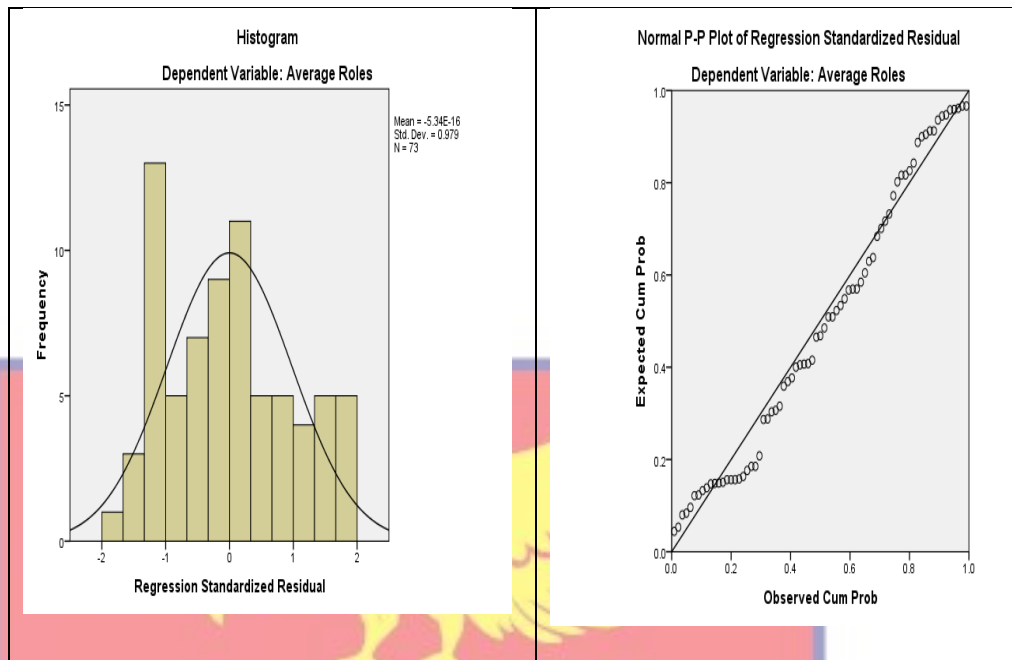 Histogram
Dependent Variable: Average Roles
Mean = -5.34E-16
Std. Dev. = 0.979
N = 73
15
10
5
0
Frequency
-2 -1 0 1 2
Regression Standardized Residual
Normal P-P Plot of Regression Standardized Residual
Dependent Variable: Average Roles
1.0
0.8
0.6
0.4
0.2
0.0
Expected Cum Prob
0.0 0.2 0.4 0.6 0.8 1.0
Observed Cum Prob